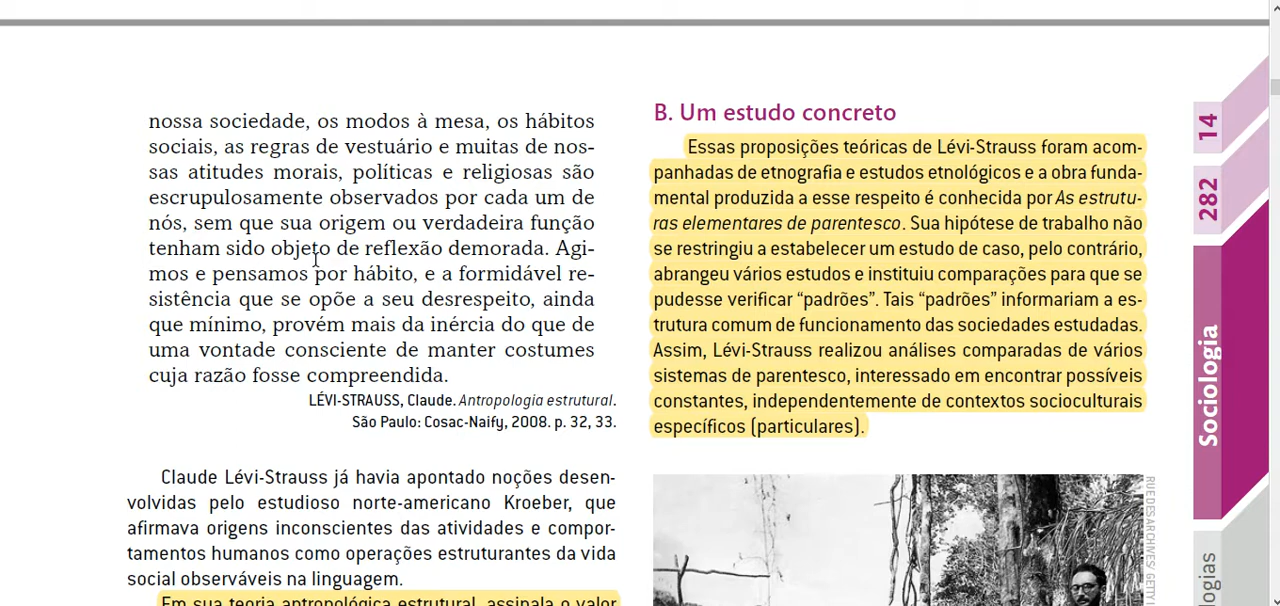 nossa sociedade, os modos à mesa, os hábitos
sociais, as regras de vestuário e muitas de nos-
sas atitudes morais, políticas e religiosas são
escrupulosamente observados por cada um de
nós, sem que sua origem ou verdadeira função
tenham sido objeto de reflexão demorada. Agi-
mos e pensamos por hábito, e a formidável re-
sistência que se opõe a seu desrespeito, ainda
que mínimo, provém mais da inércia do que de
uma vontade consciente de manter costumes
cuja razão fosse compreendida.
LÉVI-STRAUSS, Claude. Antropologia estrutural.
São Paulo: Cosac-Naify, 2008. p. 32, 33.
Claude Lévi-Strauss já havia apontado noções desen-
volvidas pelo estudioso norte-americano Kroeber, que
afirmava origens inconscientes das atividades e compor-
tamentos humanos como operações estruturantes da vida
social observáveis na linguagem.
Em sua teoria antropológica estrutural, assinala o valor
B. Um estudo concreto
Essas proposições teóricas de Lévi-Strauss foram acom-
panhadas de etnografia e estudos etnológicos e a obra funda-
mental produzida a esse respeito é conhecida por As estrutu-
ras elementares de parentesco. Sua hipótese de trabalho não
se restringiu a estabelecer um estudo de caso, pelo contrário,
abrangeu vários estudos e instituiu comparações para que se
pudesse verificar “padrões”. Tais “padrões” informariam a es-
trutura comum de funcionamento das sociedades estudadas.
Assim, Lévi-Strauss realizou análises comparadas de vários
sistemas de parentesco, interessado em encontrar possíveis
constantes, independentemente de contextos socioculturais
específicos (particulares).
RUE DES ARCHIVES/ GETTY
14
282
Sociologia